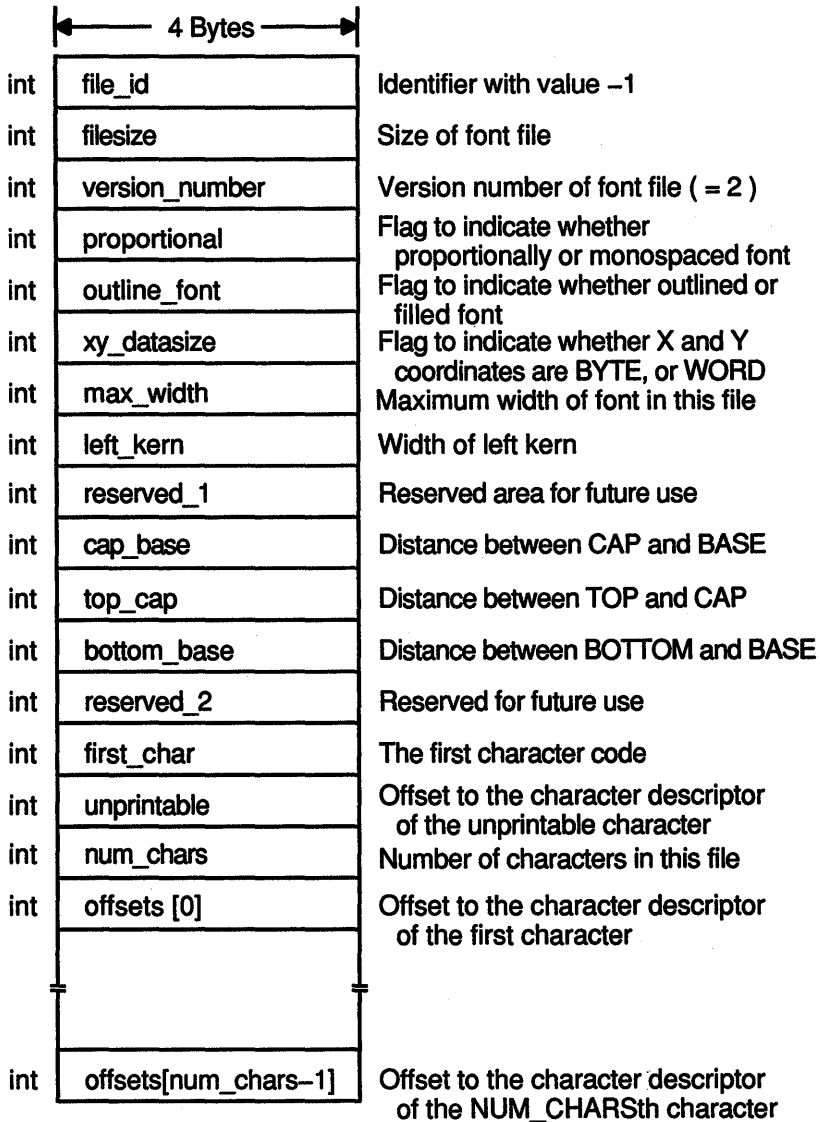 4 Bytes
int file_id Identifier with value –1
int filesize Size of font file
int version_number Version number of font file ( = 2 )
int proportional Flag to indicate whether
proportionally or monospaced font
int outline_font Flag to indicate whether outlined or
filled font
int xy_datasize Flag to indicate whether X and Y
coordinates are BYTE, or WORD
int max_width Maximum width of font in this file
int left_kern Width of left kern
int reserved_1 Reserved area for future use
int cap_base Distance between CAP and BASE
int top_cap Distance between TOP and CAP
int bottom_base Distance between BOTTOM and BASE
int reserved_2 Reserved for future use
int first_char The first character code
int unprintable Offset to the character descriptor
of the unprintable character
int num_chars Number of characters in this file
int offsets [0] Offset to the character descriptor
of the first character
int offsets[num_chars–1] Offset to the character descriptor
of the NUM_CHARSth character